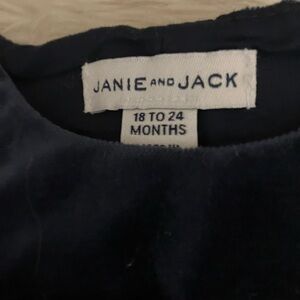 JANIE AND JACK
18 TO 24
MONTHS